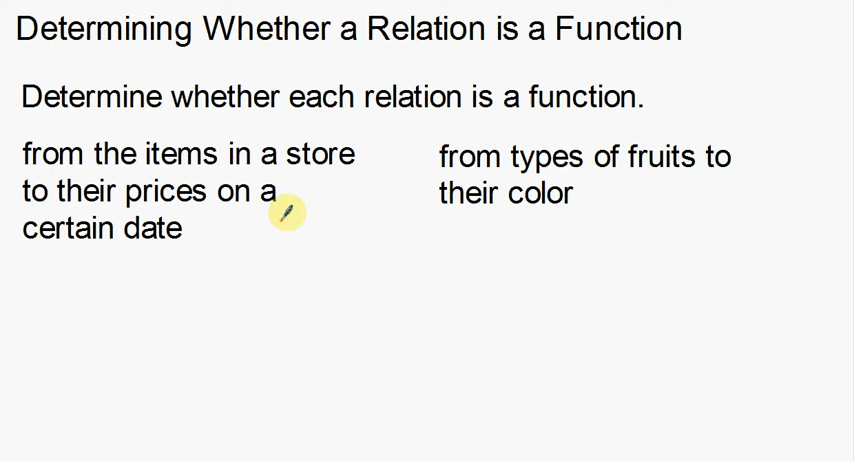 Determining Whether a Relation is a Function
Determine whether each relation is a function.
from the items in a store
to their prices on a
certain date
from types of fruits to
their color